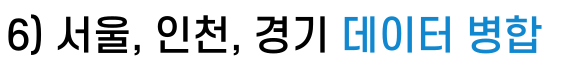 6) 서울, 인천, 경기 데이터 병합